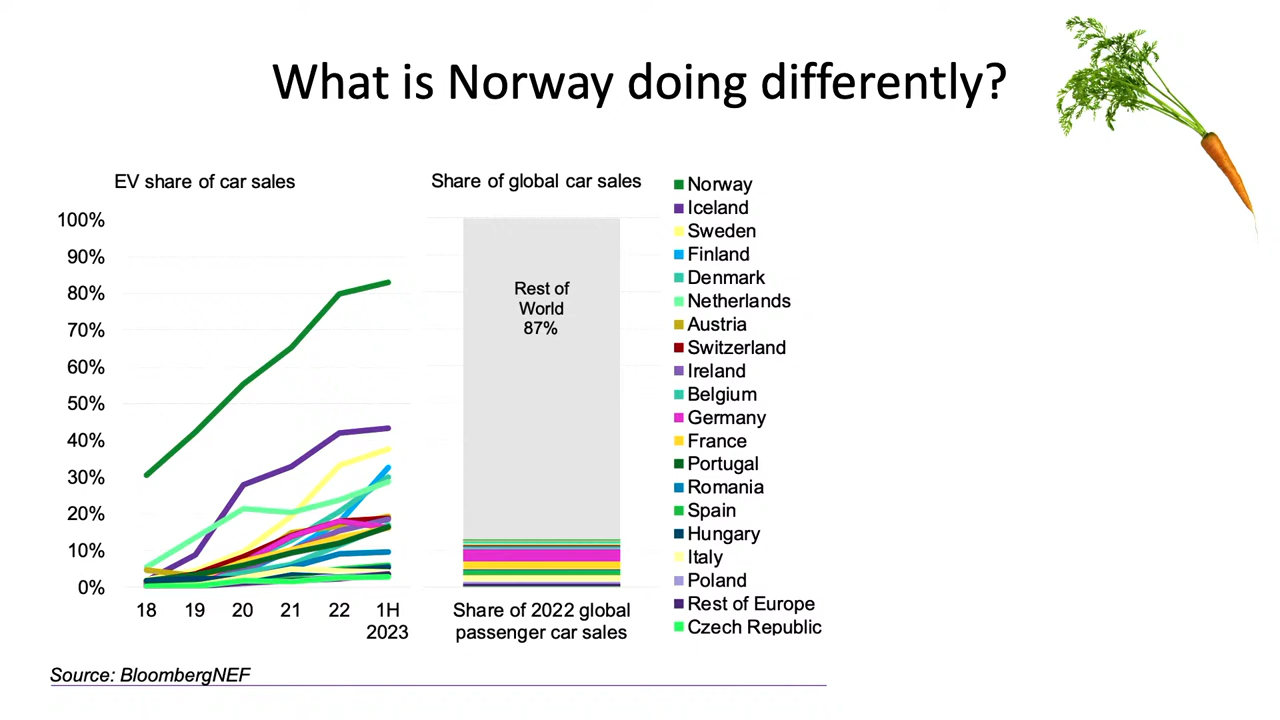 What is Norway doing differently?
EV share of car sales
100%
90%
80%
70%
60%
50%
40%
30%
20%
10%
0%
18 19 20 21 22 1H
2023
Share of global car sales
Rest of
World
87%
Share of 2022 global
passenger car sales
Norway
Iceland
Sweden
Finland
Denmark
Netherlands
Austria
Switzerland
Ireland
Belgium
Germany
France
Portugal
Romania
Spain
Hungary
Italy
Poland
Rest of Europe
Czech Republic
Source: BloombergNEF